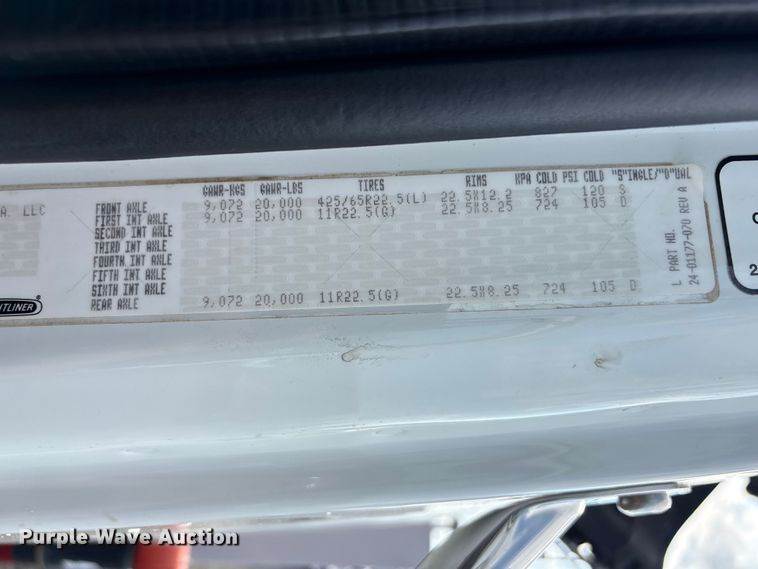 GAWR-KGS GAWR-LBS TIRES RIMS KPA COLD PSI COLD "S"INGLE/"D"UAL
A. LLC
FRONT AXLE 9,072 20,000 425/65R22.5(L) 22.5X12.2 827 120 S
FIRST INT AXLE 9,072 20,000 11R22.5(G) 22.5X8.25 724 105 D
SECOND INT AXLE
THIRD INT AXLE
FOURTH INT AXLE
FIFTH INT AXLE
SIXTH INT AXLE
REAR AXLE 9,072 20,000 11R22.5(G) 22.5X8.25 724 105 D
L PART NO.
24-01177-070 REV A
HTLINER
2
Purple Wave Auction